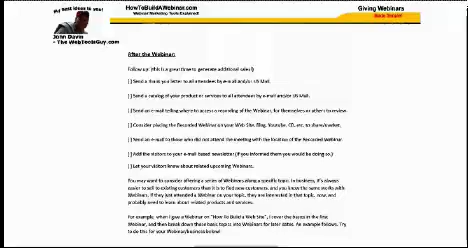 My best ideas to you!
HowToBuildAWebinar.com
Webinar Marketing Tools Explained!
Giving Webinars
Made Simple!
John Davin
• The WebToolsGuy.com
After the Webinar:
Follow up! (this is a great time to generate additional sales!)
[ ] Send a thank you letter to all attendees by e-mail and/or US Mail.
[ ] Send a catalog of your product or services to all attendees by e-mail and/or US Mail.
[ ] Send an e-mail telling where to access a recording of the Webinar, for themselves or others to review.
[ ] Consider placing the Recorded Webinar on your Web Site, Blog, Youtube, CD, etc. to share/market.
[ ] Send an e-mail to those who did not attend the meeting with the location of the Recorded Webinar.
[ ] Add the visitors to your e-mail based newsletter (if you informed them you would be doing so.)
[ ] Let your visitors know about related upcoming Webinars.
You may want to consider offering a series of Webinars along a specific topic. In business, it's always
easier to sell to existing customers than it is to find new customers, and you know the same works with
Webinars. If they just attended a Webinar on your topic, they are interested in that topic, now, and
probably need to learn about related products and services.
For example, when I give a Webinar on "How To Build a Web Site", I cover the basics in the first
Webinar, and then break down these basic topics into Webinars for later dates. An example follows. Try
to do this for your Webinar/business below!